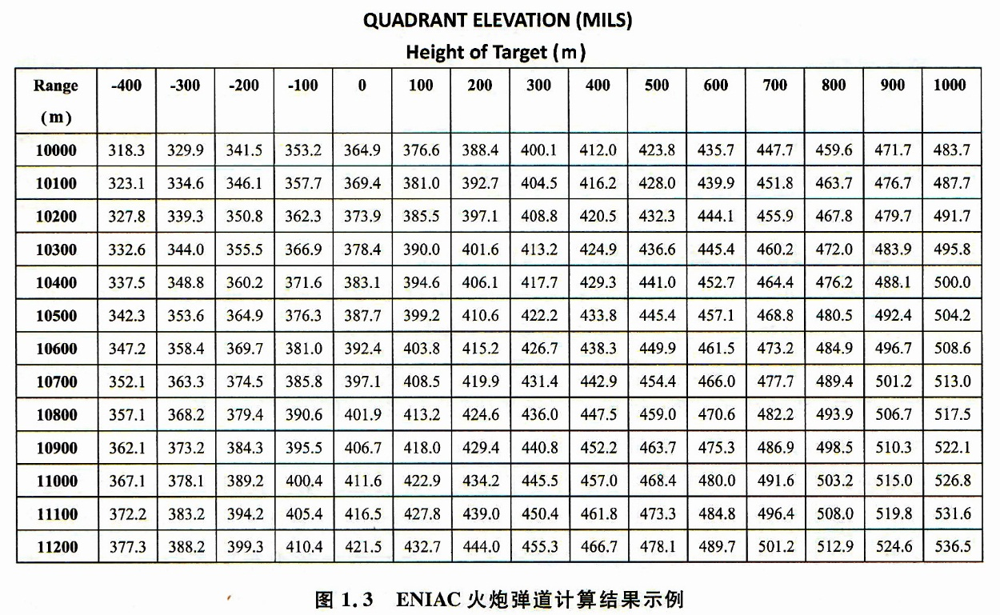 QUADRANT ELEVATION (MILS)
Height of Target (m)
Range (m) -400 -300 -200 -100 0 100 200 300 400 500 600 700 800 900 1000
10000 318.3 329.9 341.5 353.2 364.9 376.6 388.4 400.1 412.0 423.8 435.7 447.7 459.6 471.7 483.7
10100 323.1 334.6 346.1 357.7 369.4 381.0 392.7 404.5 416.2 428.0 439.9 451.8 463.7 476.7 487.7
10200 327.8 339.3 350.8 362.3 373.9 385.5 397.1 408.8 420.5 432.3 444.1 455.9 467.8 479.7 491.7
10300 332.6 344.0 355.5 366.9 378.4 390.0 401.6 413.2 424.9 436.6 445.4 460.2 472.0 483.9 495.8
10400 337.5 348.8 360.2 371.6 383.1 394.6 406.1 417.7 429.3 441.0 452.7 464.4 476.2 488.1 500.0
10500 342.3 353.6 364.9 376.3 387.7 399.2 410.6 422.2 433.8 445.4 457.1 468.8 480.5 492.4 504.2
10600 347.2 358.4 369.7 381.0 392.4 403.8 415.2 426.7 438.3 449.9 461.5 473.2 484.9 496.7 508.6
10700 352.1 363.3 374.5 385.8 397.1 408.5 419.9 431.4 442.9 454.4 466.0 477.7 489.4 501.2 513.0
10800 357.1 368.2 379.4 390.6 401.9 413.2 424.6 436.0 447.5 459.0 470.6 482.2 493.9 506.7 517.5
10900 362.1 373.2 384.3 395.5 406.7 418.0 429.4 440.8 452.2 463.7 475.3 486.9 498.5 510.3 522.1
11000 367.1 378.1 389.2 400.4 411.6 422.9 434.2 445.5 457.0 468.4 480.0 491.6 503.2 515.0 526.8
11100 372.2 383.2 394.2 405.4 416.5 427.8 439.0 450.4 461.8 473.3 484.8 496.4 508.0 519.8 531.6
11200 377.3 388.2 399.3 410.4 421.5 432.7 444.0 455.3 466.7 478.1 489.7 501.2 512.9 524.6 536.5
图 1.3 ENIAC 火炮弹道计算结果示例